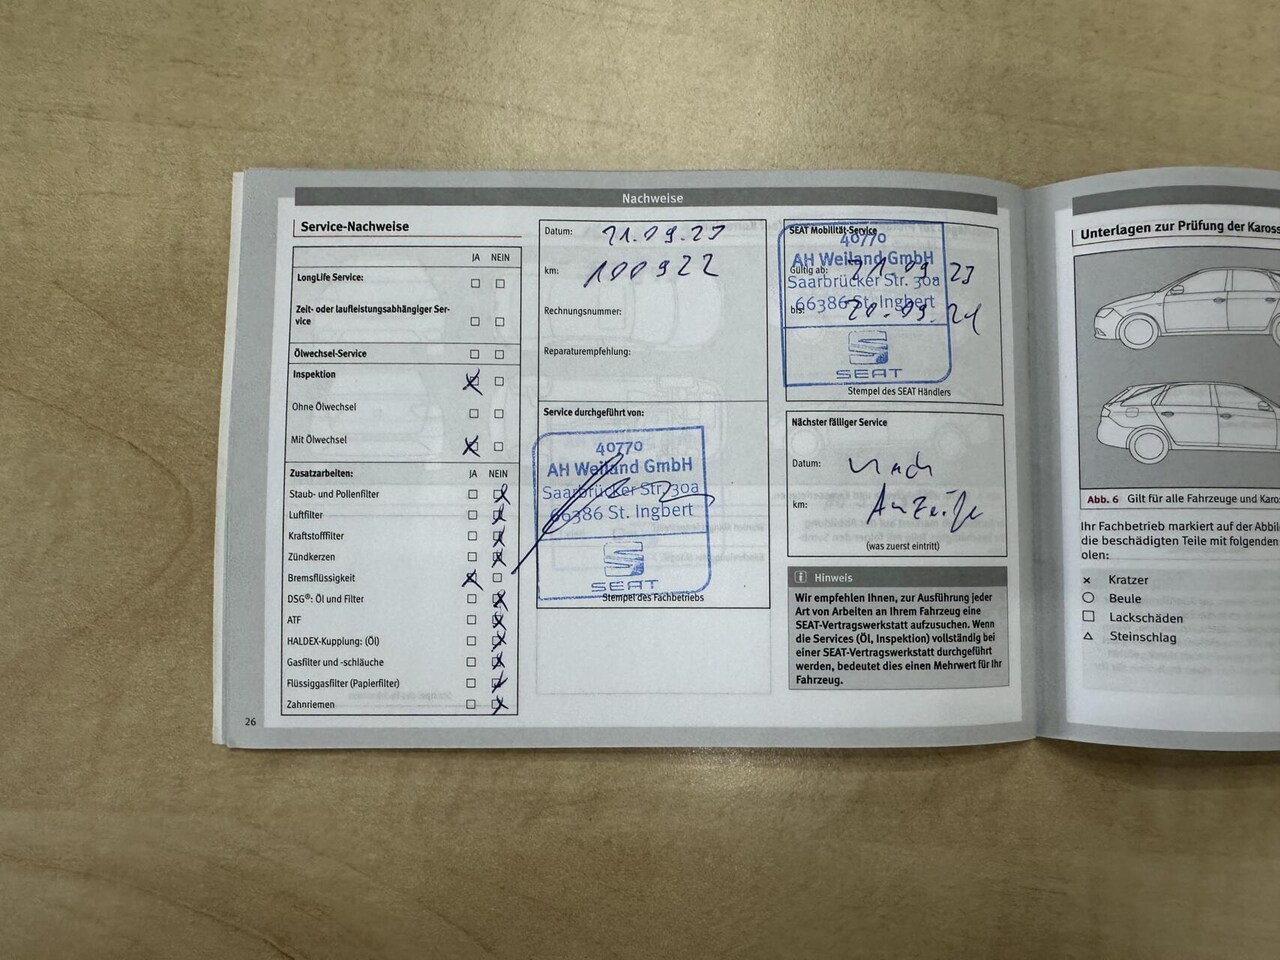 Nachweise
Service-Nachweise
JA NEIN
LongLife Service:
Zeit- oder laufleistungsabhängiger Ser-
vice
Ölwechsel-Service
Inspektion
Ohne Ölwechsel
Mit Ölwechsel
Zusatzarbeiten: JA NEIN
Staub- und Pollenfilter
Luftfilter
Kraftstofffilter
Zündkerzen
Bremsflüssigkeit
DSG®: Öl und Filter
ATF
HALDEX-Kupplung: (Öl)
Gasfilter und -schläuche
Flüssiggasfilter (Papierfilter)
Zahnriemen
26
Datum: 21.09.23
km: 100922
Rechnungsnummer:
Reparaturempfehlung:
Service durchgeführt von:
40770
AH Weiland GmbH
Saarbrücker Str. 30a
66386 St. Ingbert
SEAT
Stempel des Fachbetriebs
SEAT Mobilität-Service
40770
AH Weiland GmbH
Gültig ab: 21.09.23
Saarbrücker Str. 30a
66386 St. Ingbert
bis: 20.09.24
SEAT
Stempel des SEAT Händlers
Nächster fälliger Service
Datum: Nach
km: Anzeige
(was zuerst eintritt)
i Hinweis
Wir empfehlen Ihnen, zur Ausführung jeder
Art von Arbeiten an Ihrem Fahrzeug eine
SEAT-Vertragswerkstatt aufzusuchen. Wenn
die Services (Öl, Inspektion) vollständig bei
einer SEAT-Vertragswerkstatt durchgeführt
werden, bedeutet dies einen Mehrwert für Ihr
Fahrzeug.
Unterlagen zur Prüfung der Kaross
Abb. 6 Gilt für alle Fahrzeuge und Karo
Ihr Fachbetrieb markiert auf der Abbil
die beschädigten Teile mit folgenden
olen:
× Kratzer
Beule
Lackschäden
Steinschlag